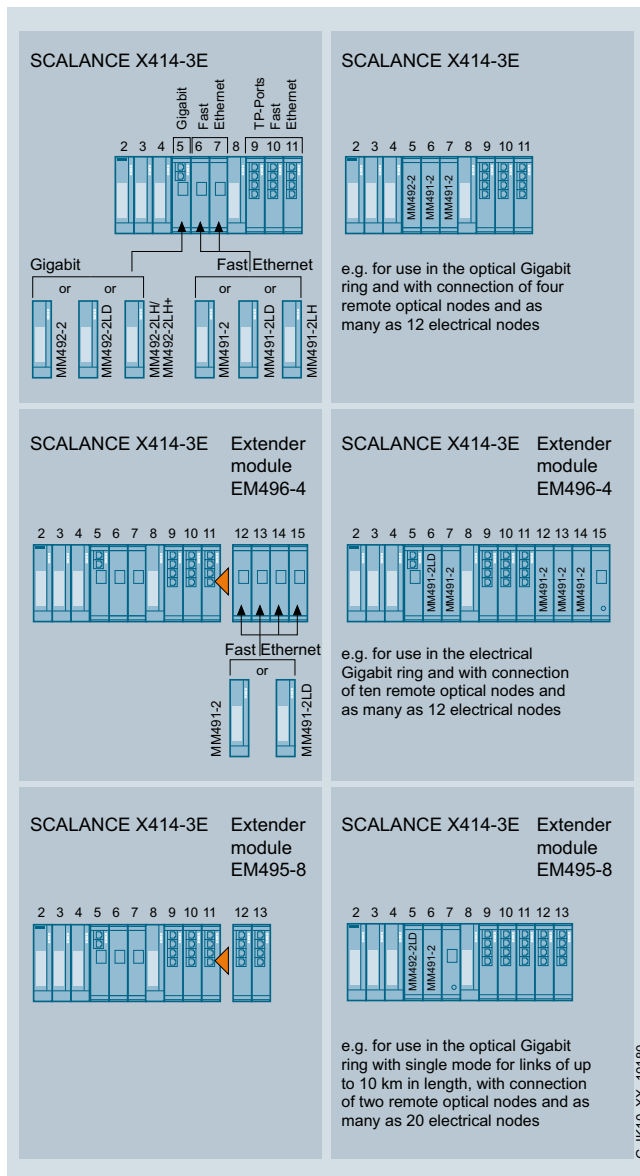 SCALANCE X414-3E
Gigabit
Fast
Ethernet
TP-Ports
Fast
Ethernet
2 3 4 5 6 7 8 9 10 11
Gigabit
Fast Ethernet
or or
or or
MM492-2
MM492-2LD
MM492-2LH/
MM492-2LH+
MM491-2
MM491-2LD
MM491-2LH
SCALANCE X414-3E
2 3 4 5 6 7 8 9 10 11
MM492-2
MM491-2
MM491-2
e.g. for use in the optical Gigabit
ring and with connection of four
remote optical nodes and as
many as 12 electrical nodes
SCALANCE X414-3E
Extender
module
EM496-4
2 3 4 5 6 7 8 9 10 11 12 13 14 15
Fast Ethernet
or
MM491-2
MM491-2LD
SCALANCE X414-3E
Extender
module
EM496-4
2 3 4 5 6 7 8 9 10 11 12 13 14 15
MM491-2LD
MM491-2
MM491-2
MM491-2
MM491-2
e.g. for use in the electrical
Gigabit ring and with connection
of ten remote optical nodes and
as many as 12 electrical nodes
SCALANCE X414-3E
Extender
module
EM495-8
2 3 4 5 6 7 8 9 10 11 12 13
SCALANCE X414-3E
Extender
module
EM495-8
2 3 4 5 6 7 8 9 10 11 12 13
MM492-2LD
MM491-2
e.g. for use in the optical Gigabit
ring with single mode for links of up
to 10 km in length, with connection
of two remote optical nodes and as
many as 20 electrical nodes